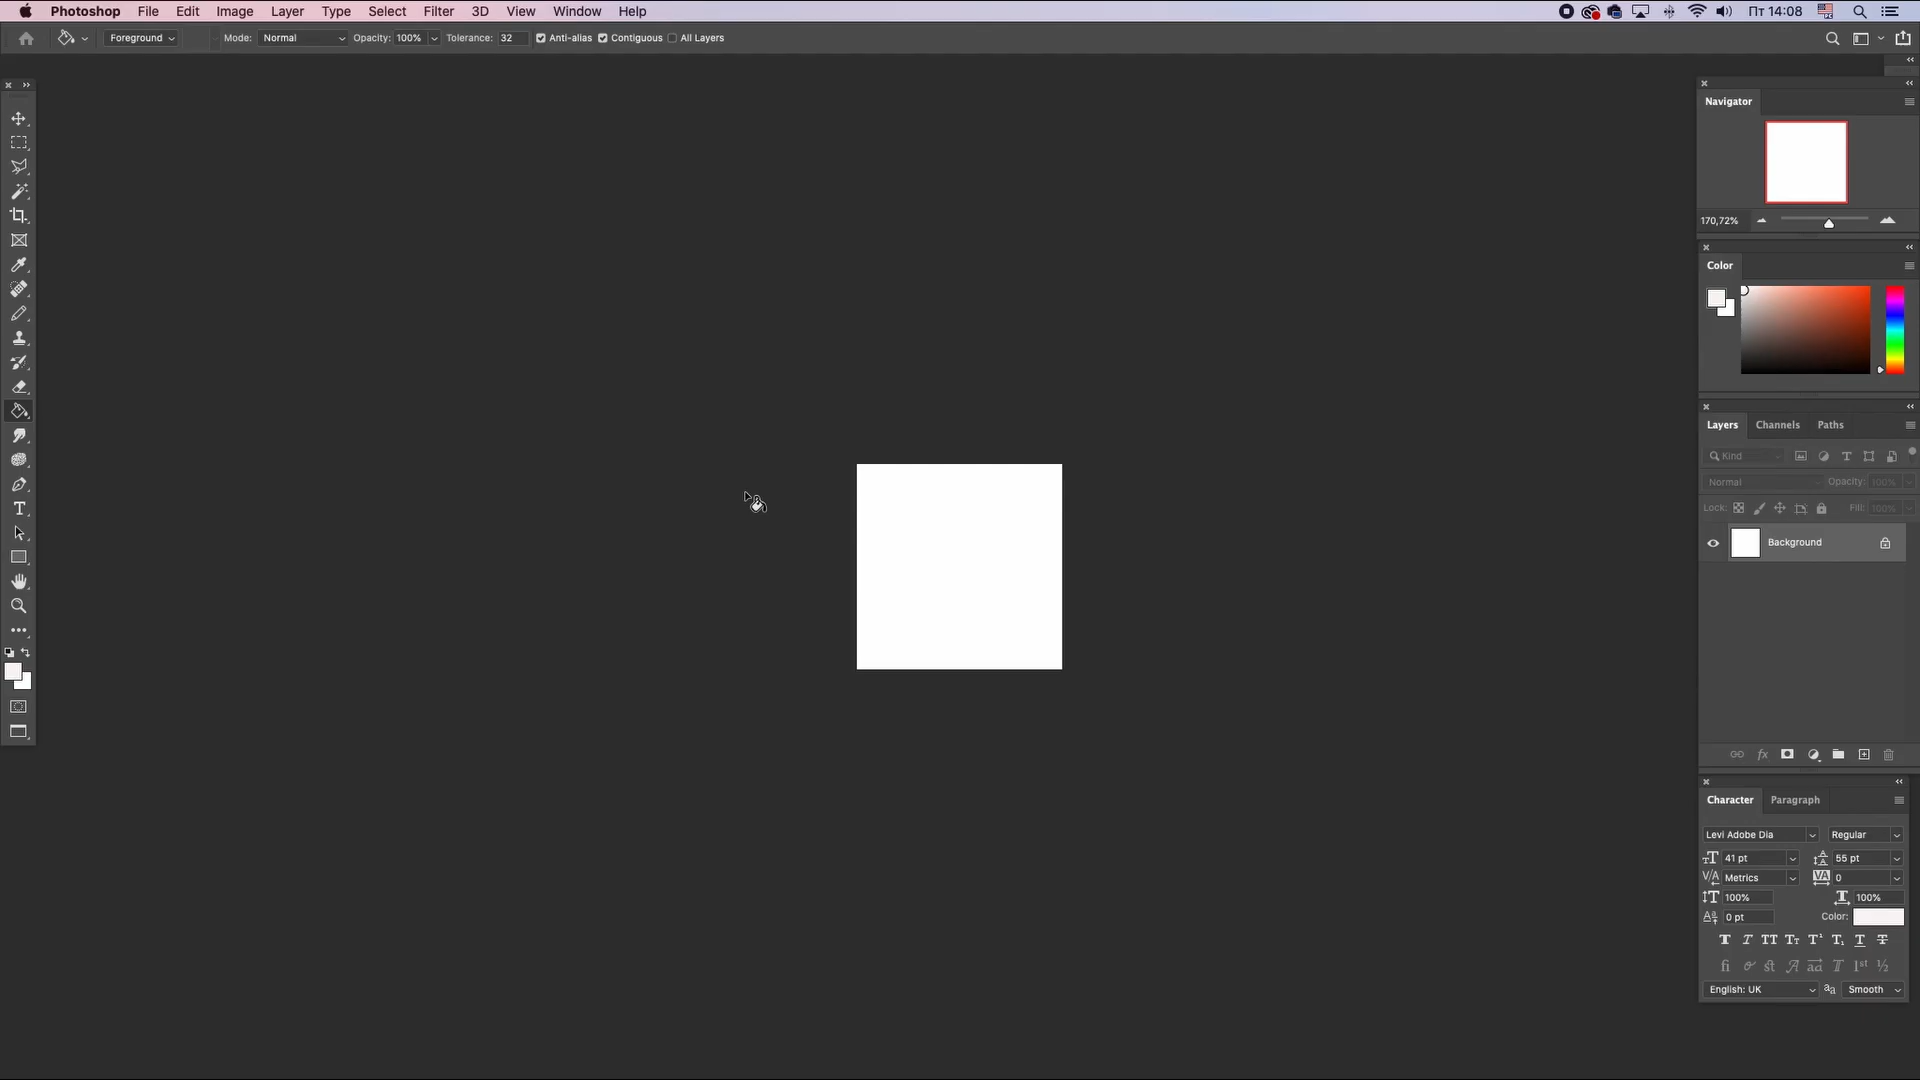 Photoshop File Edit Image Layer Type Select Filter 3D View Window Help Пт 14:08
Foreground Mode: Normal Opacity: 100% Tolerance: 32 Anti-alias Contiguous All Layers
Navigator
170,72%
Color
Layers Channels Paths
Kind
Normal Opacity: 100%
Lock: Fill: 100%
Background
Character Paragraph
Levi Adobe Dia Regular
41 pt 55 pt
Metrics 0
100% 100%
0 pt Color:
English: UK Smooth